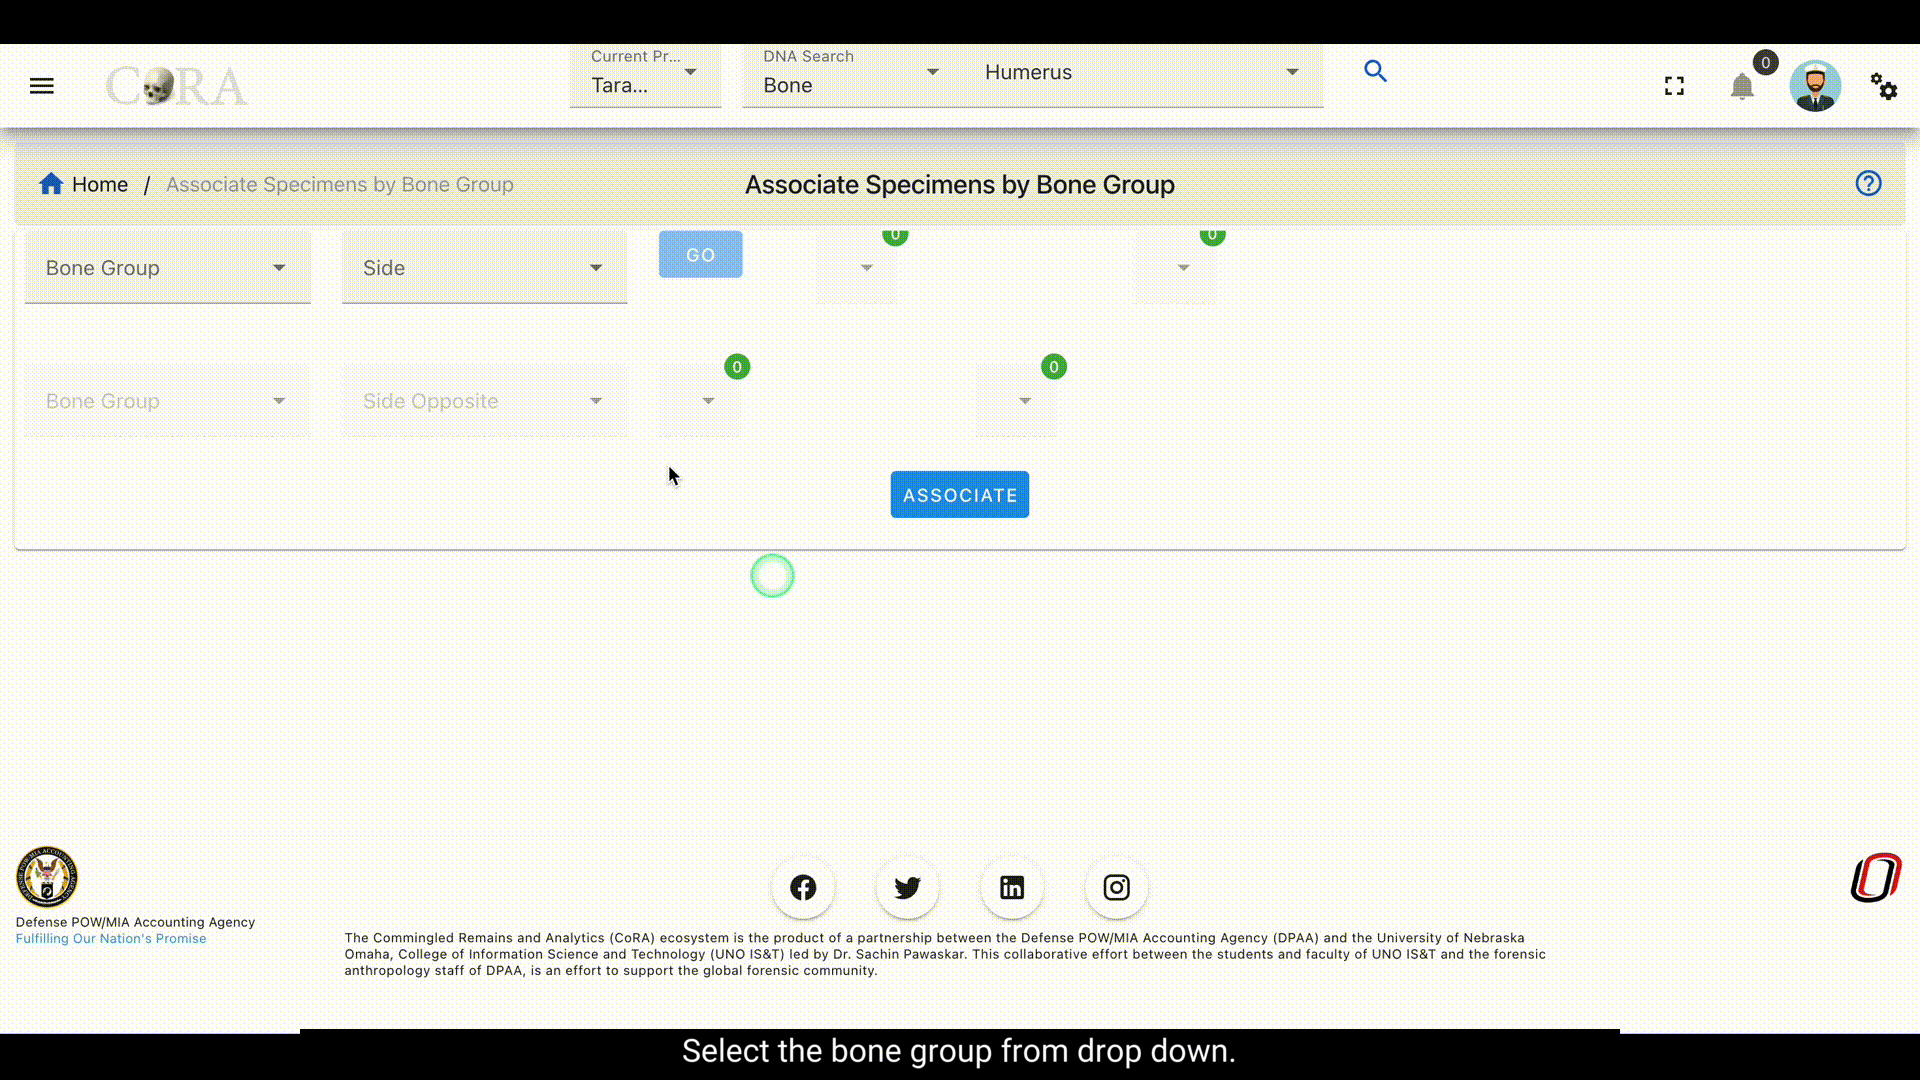 CORA
Current Pr...
Tara...
DNA Search
Bone
Humerus
0
Home / Associate Specimens by Bone Group
Associate Specimens by Bone Group
Bone Group
Side
GO
0
0
Bone Group
Side Opposite
0
0
ASSOCIATE
Defense POW/MIA Accounting Agency
Fulfilling Our Nation's Promise
The Commingled Remains and Analytics (CoRA) ecosystem is the product of a partnership between the Defense POW/MIA Accounting Agency (DPAA) and the University of Nebraska
Omaha, College of Information Science and Technology (UNO IS&T) led by Dr. Sachin Pawaskar. This collaborative effort between the students and faculty of UNO IS&T and the forensic
anthropology staff of DPAA, is an effort to support the global forensic community.
Select the bone group from drop down.